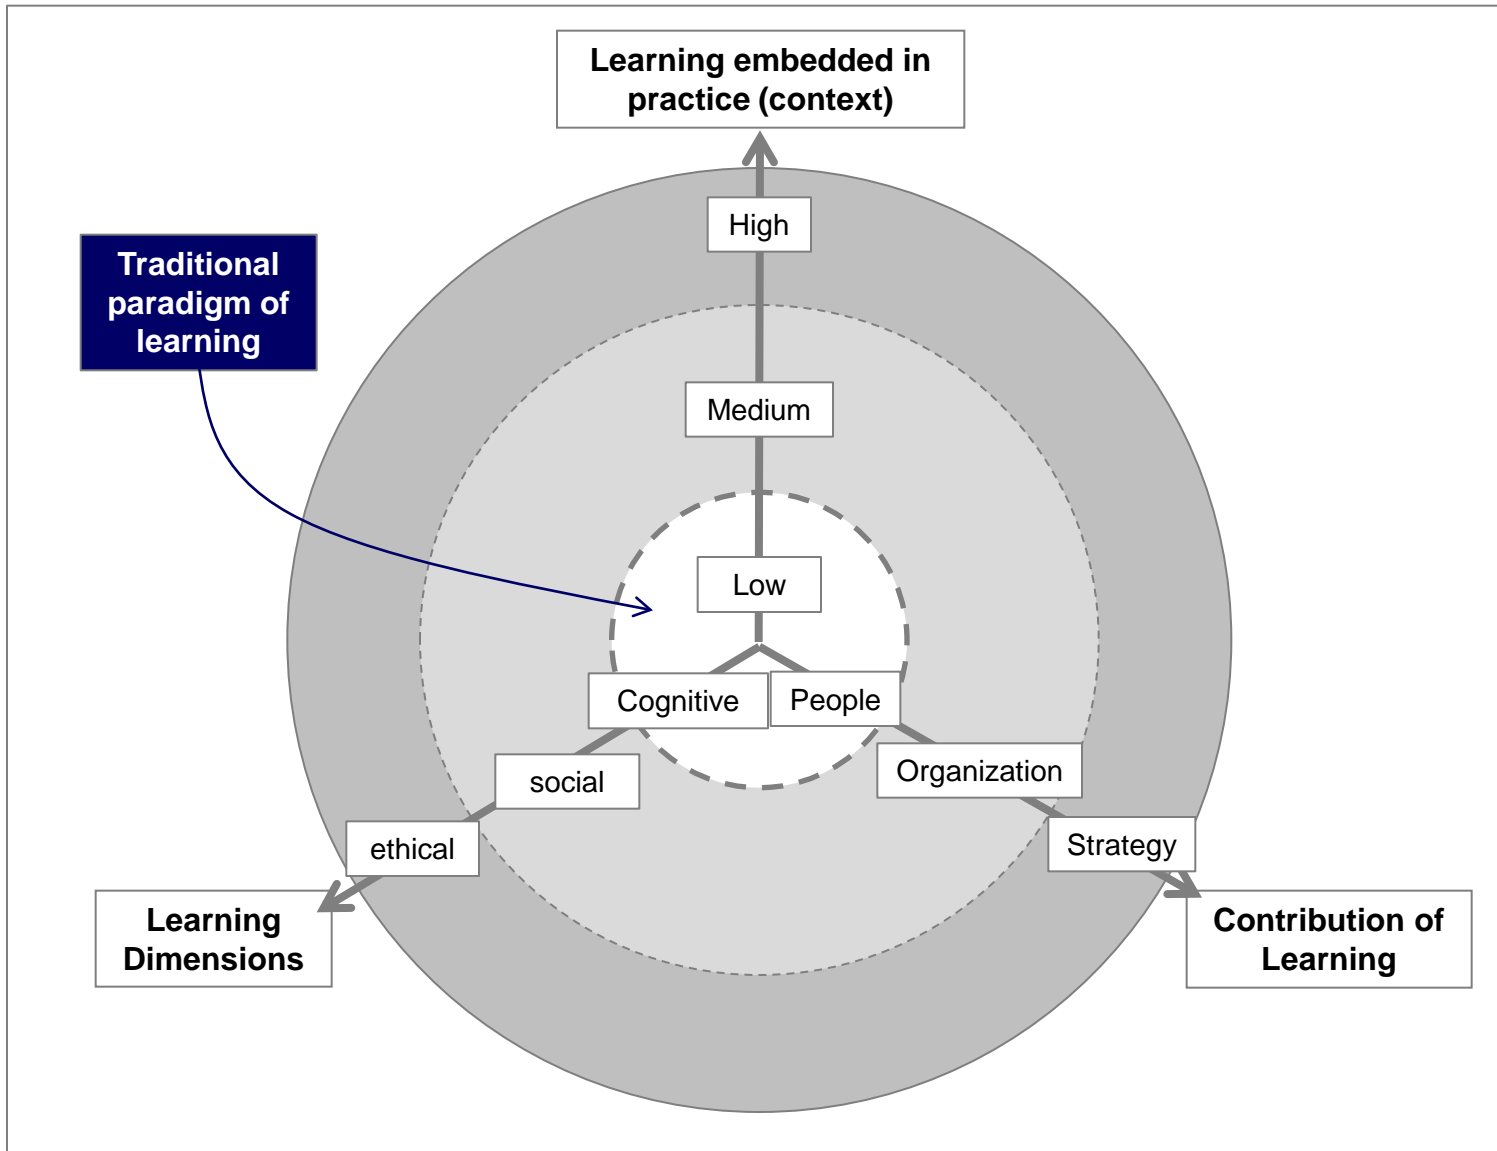 Learning embedded in
practice (context)
High
Traditional
paradigm of
learning
Medium
Low
Cognitive
People
social
Organization
ethical
Strategy
Learning
Dimensions
Contribution of
Learning